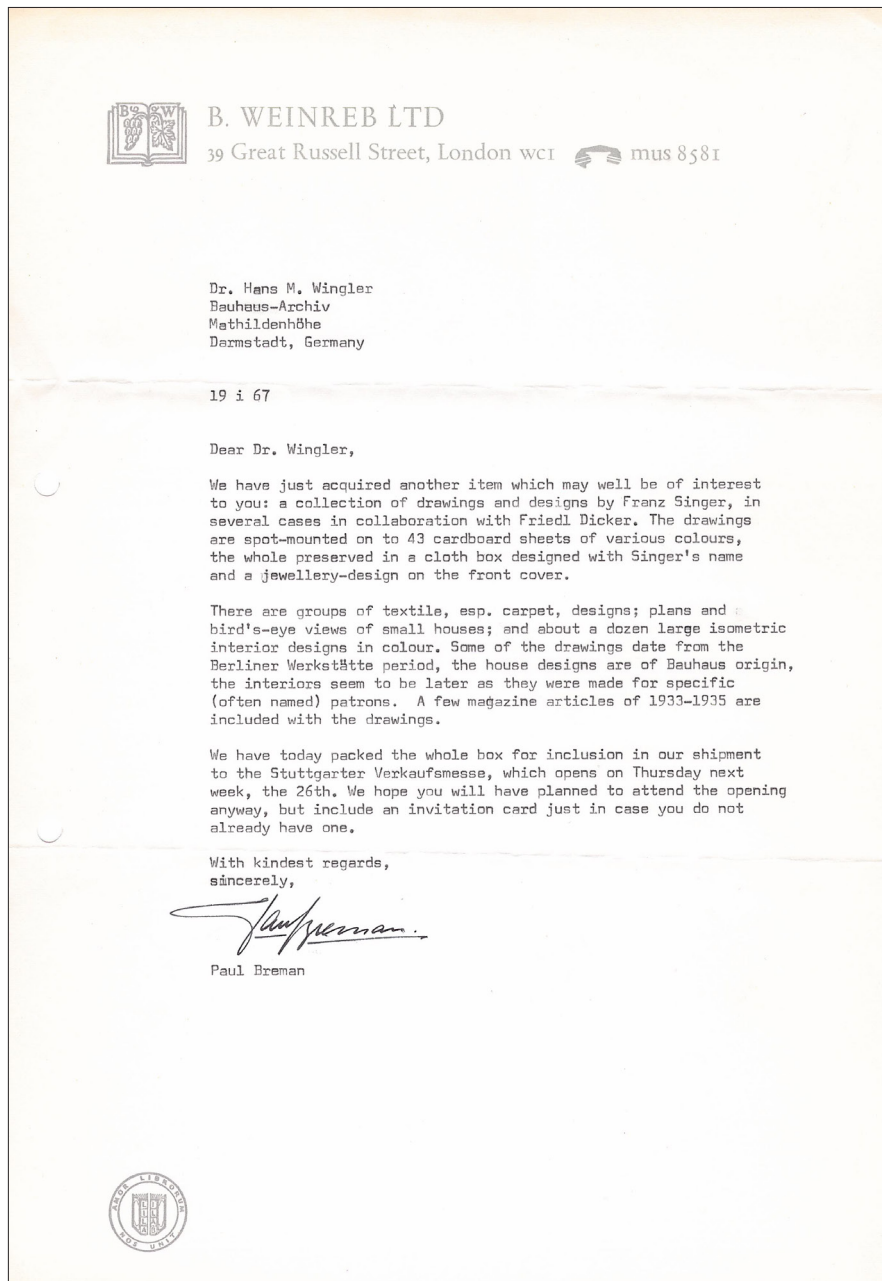 B W
B. WEINREB LTD
39 Great Russell Street, London WC1 mus 8581
Dr. Hans M. Wingler
Bauhaus-Archiv
Mathildenhöhe
Darmstadt, Germany
19 i 67
Dear Dr. Wingler,
We have just acquired another item which may well be of interest
to you: a collection of drawings and designs by Franz Singer, in
several cases in collaboration with Friedl Dicker. The drawings
are spot-mounted on to 43 cardboard sheets of various colours,
the whole preserved in a cloth box designed with Singer's name
and a jewellery-design on the front cover.
There are groups of textile, esp. carpet, designs; plans and
bird's-eye views of small houses; and about a dozen large isometric
interior designs in colour. Some of the drawings date from the
Berliner Werkstätte period, the house designs are of Bauhaus origin,
the interiors seem to be later as they were made for specific
(often named) patrons. A few magazine articles of 1933-1935 are
included with the drawings.
We have today packed the whole box for inclusion in our shipment
to the Stuttgarter Verkaufsmesse, which opens on Thursday next
week, the 26th. We hope you will have planned to attend the opening
anyway, but include an invitation card just in case you do not
already have one.
With kindest regards,
sincerely,
Paul Breman.
Paul Breman
AMOR LIBRORUM
NOS UNIT